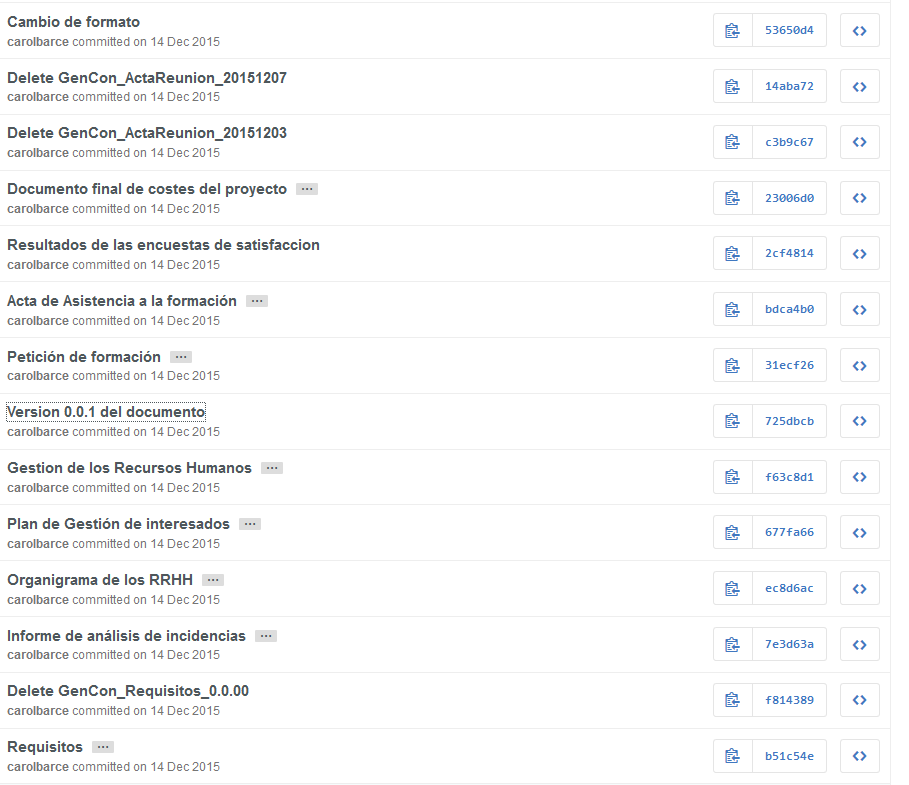 Cambio de formato
carolbarce committed on 14 Dec 2015
53650d4
Delete GenCon_ActaReunion_20151207
carolbarce committed on 14 Dec 2015
14aba72
Delete GenCon_ActaReunion_20151203
carolbarce committed on 14 Dec 2015
c3b9c67
Documento final de costes del proyecto ...
carolbarce committed on 14 Dec 2015
23006d0
Resultados de las encuestas de satisfaccion
carolbarce committed on 14 Dec 2015
2cf4814
Acta de Asistencia a la formación ...
carolbarce committed on 14 Dec 2015
bdca4b0
Petición de formación ...
carolbarce committed on 14 Dec 2015
31ecf26
Version 0.0.1 del documento
carolbarce committed on 14 Dec 2015
725dbcb
Gestion de los Recursos Humanos ...
carolbarce committed on 14 Dec 2015
f63c8d1
Plan de Gestión de interesados ...
carolbarce committed on 14 Dec 2015
677fa66
Organigrama de los RRHH ...
carolbarce committed on 14 Dec 2015
ec8d6ac
Informe de análisis de incidencias ...
carolbarce committed on 14 Dec 2015
7e3d63a
Delete GenCon_Requisitos_0.0.00
carolbarce committed on 14 Dec 2015
f814389
Requisitos ...
carolbarce committed on 14 Dec 2015
b51c54e